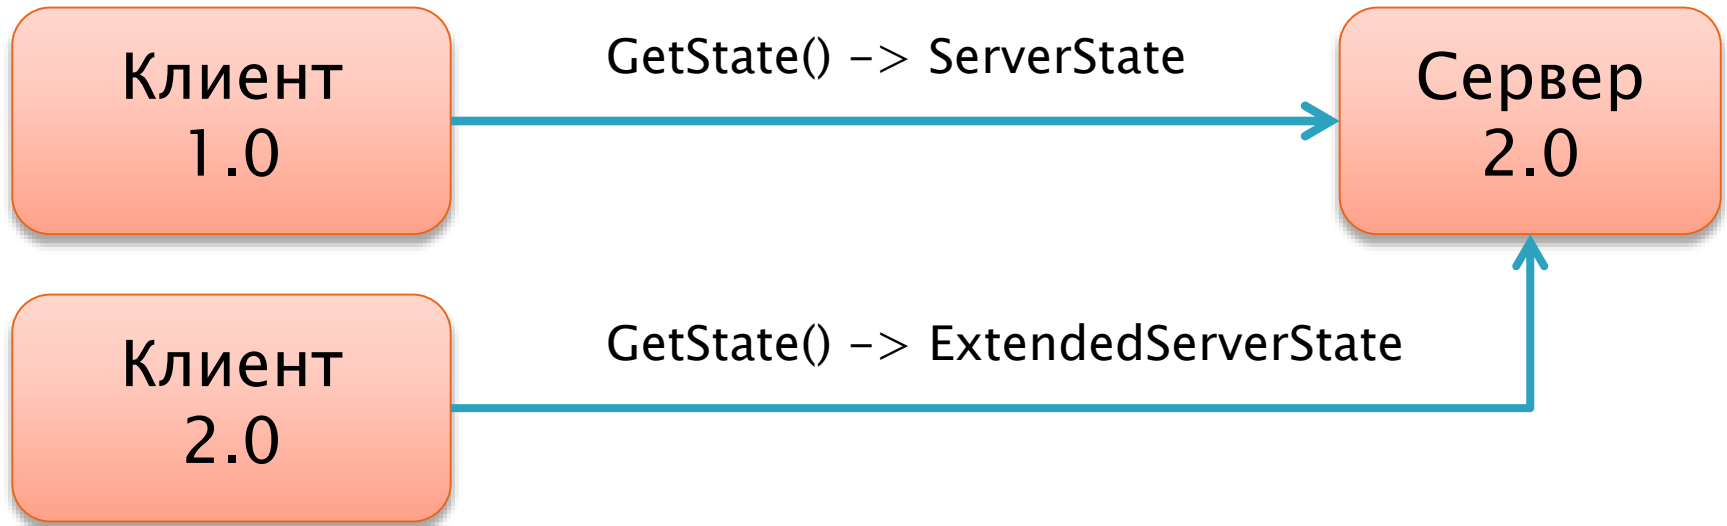 Клиент
1.0
GetState() -> ServerState
Сервер
2.0
Клиент
2.0
GetState() -> ExtendedServerState